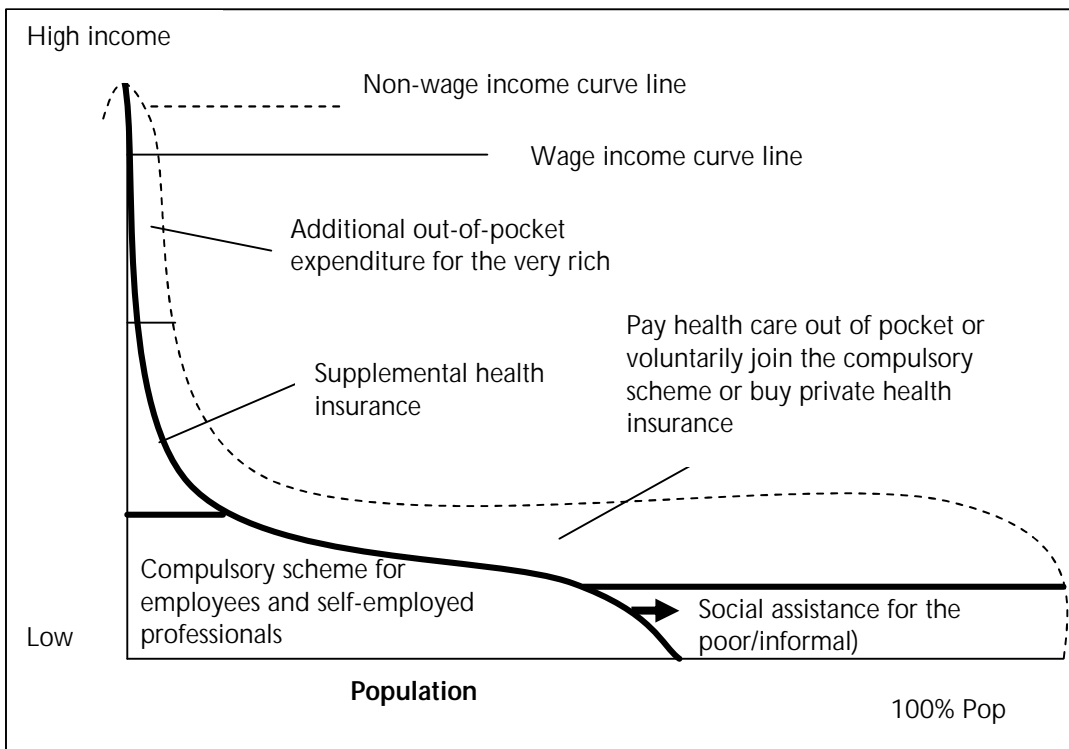 High income
Non-wage income curve line
Wage income curve line
Additional out-of-pocket
expenditure for the very rich
Pay health care out of pocket or
voluntarily join the compulsory
scheme or buy private health
insurance
Supplemental health
insurance
Compulsory scheme for
employees and self-employed
professionals
Social assistance for the
poor/informal)
Low
Population
100% Pop